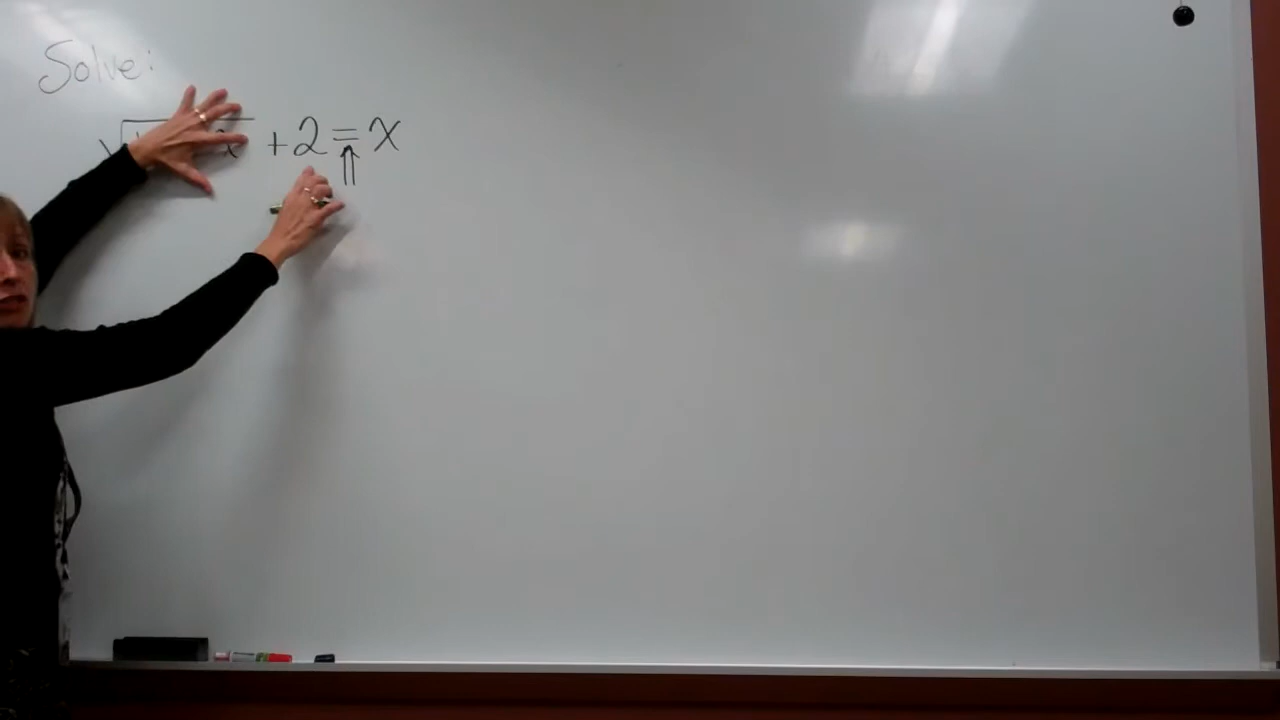 Solve:
√ x + 2 = x